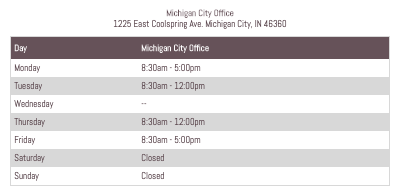 Michigan City Office
1225 East Coolspring Ave. Michigan City, IN 46360
Day Michigan City Office
Monday 8:30am - 5:00pm
Tuesday 8:30am - 12:00pm
Wednesday --
Thursday 8:30am - 12:00pm
Friday 8:30am - 5:00pm
Saturday Closed
Sunday Closed